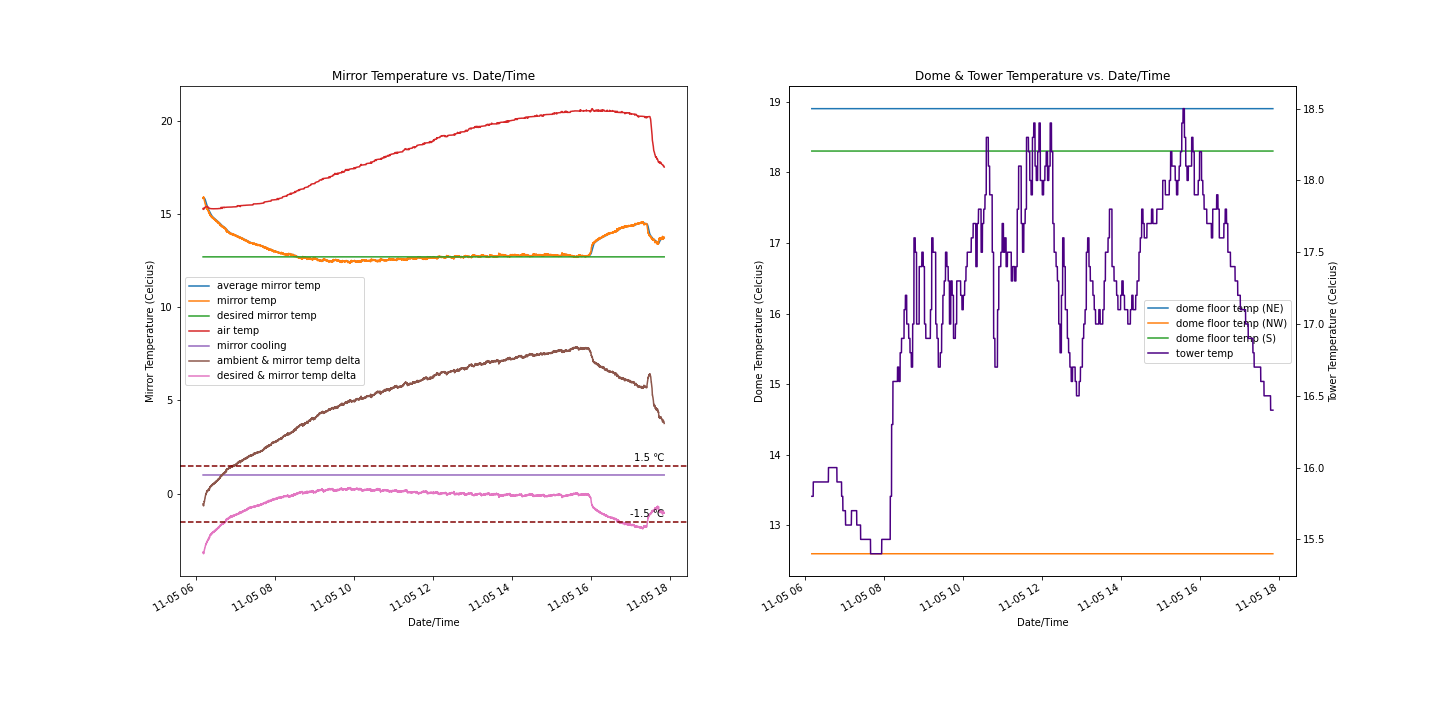 Mirror Temperature vs. Date/Time
Mirror Temperature (Celcius)
20
15
10
5
0
average mirror temp
mirror temp
desired mirror temp
air temp
mirror cooling
ambient & mirror temp delta
desired & mirror temp delta
1.5 °C
-1.5 °C
11-05 06
11-05 08
11-05 10
11-05 12
11-05 14
11-05 16
11-05 18
Date/Time
Dome & Tower Temperature vs. Date/Time
Dome Temperature (Celcius)
19
18
17
16
15
14
13
dome floor temp (NE)
dome floor temp (NW)
dome floor temp (S)
tower temp
18.5
18.0
17.5
17.0
16.5
16.0
15.5
Tower Temperature (Celcius)
11-05 06
11-05 08
11-05 10
11-05 12
11-05 14
11-05 16
11-05 18
Date/Time